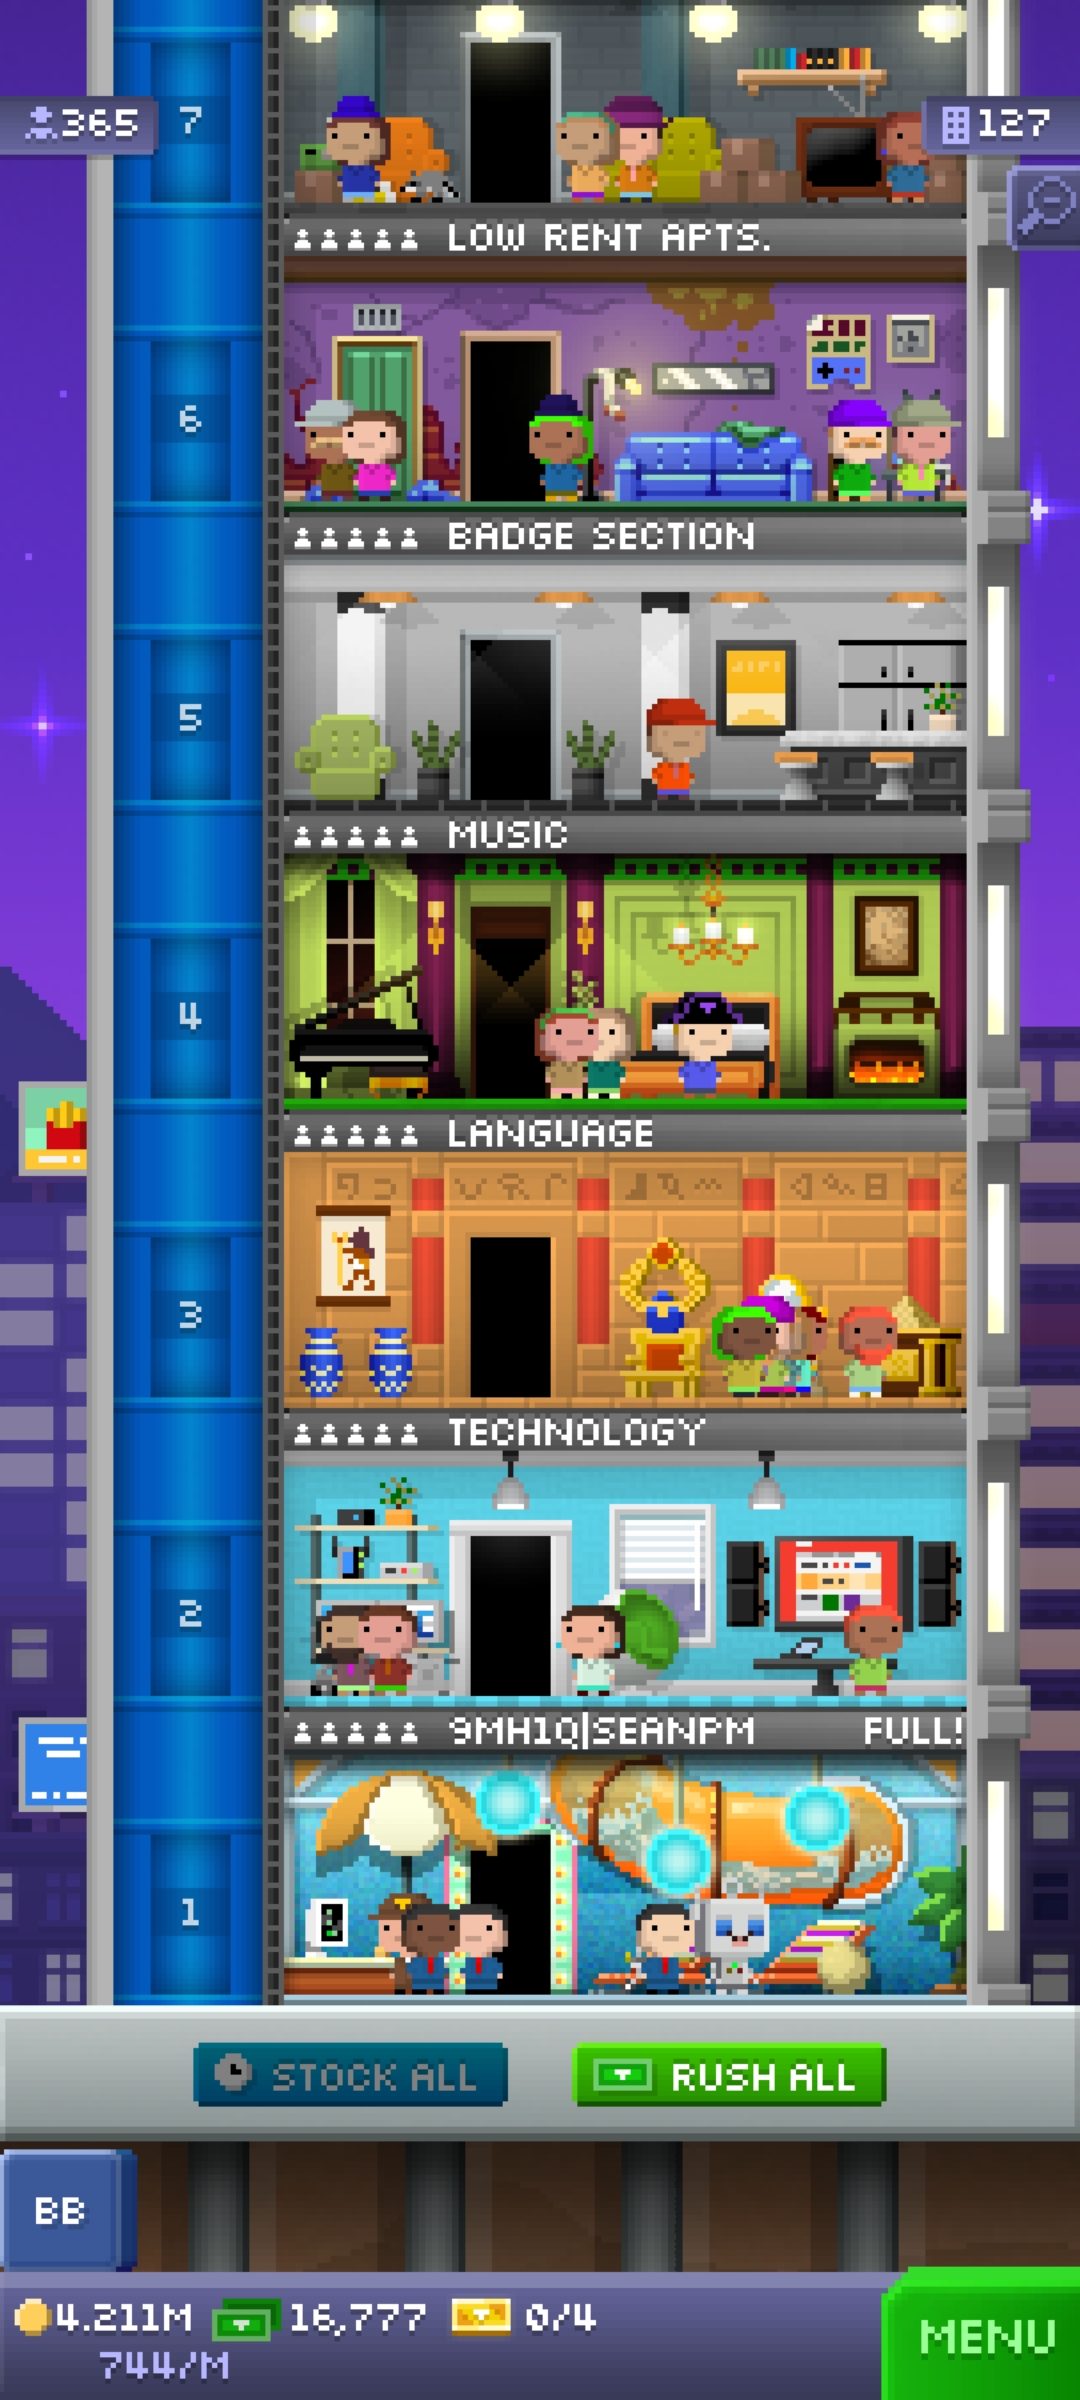 365
7
127
LOW RENT APTS.
6
BADGE SECTION
5
MUSIC
4
LANGUAGE
3
TECHNOLOGY
2
9MH1Q|SEANPM FULL!
1
STOCK ALL
RUSH ALL
BB
4.211M 16,777 0/4
744/M
MENU